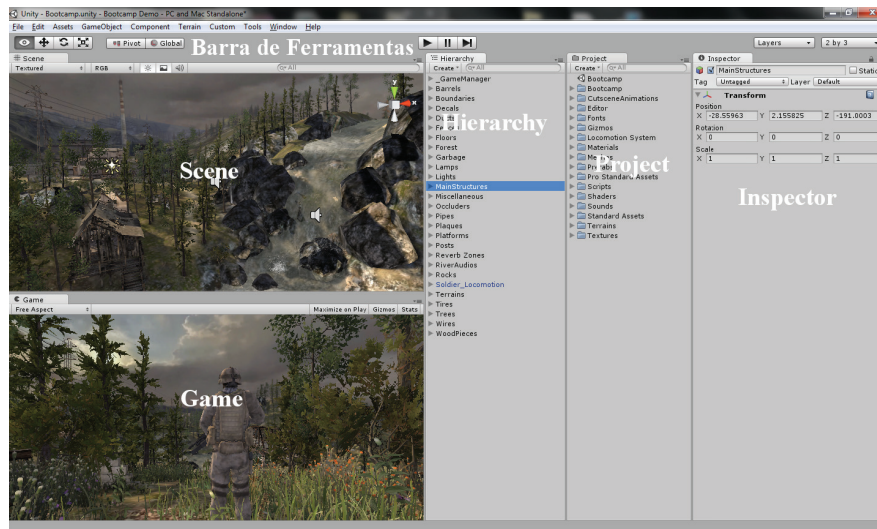 Unity - Bootcamp.unity - Bootcamp Demo - PC and Mac Standalone*
File Edit Assets GameObject Component Terrain Custom Tools Window Help
Pivot Global
Barra de Ferramentas
Layers 2 by 3
Scene
Textured RGB All
Scene
Game
Free Aspect Maximize on Play Gizmos Stats
Game
Hierarchy
Create All
_GameManager
Barrels
Boundaries
Decals
Hierarchy
Floors
Forest
Garbage
Lamps
Lights
MainStructures
Miscellaneous
Occluders
Pipes
Plaques
Platforms
Posts
Reverb Zones
RiverAudios
Rocks
Soldier_Locomotion
Terrains
Tires
Trees
Wires
WoodPieces
Project
Create All
Bootcamp
Bootcamp
CutsceneAnimations
Editor
Fonts
Gizmos
Locomotion System
Materials
Project
Pro Standard Assets
Scripts
Shaders
Sounds
Standard Assets
Terrains
Textures
Inspector
MainStructures Static
Tag Untagged Layer Default
Transform
Position
X -28.55963 Y 2.155825 Z -191.0003
Rotation
X 0 Y 0 Z 0
Scale
X 1 Y 1 Z 1
Inspector